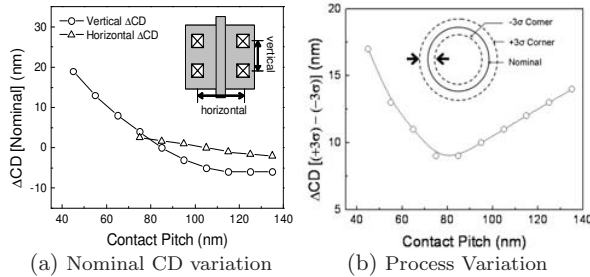 (a)
Vertical ΔCD
Horizontal ΔCD
vertical
horizontal
ΔCD [Nominal] (nm)
30
20
10
0
-10
40 60 80 100 120 140
Contact Pitch (nm)
(a) Nominal CD variation
(b)
-3σ Corner
+3σ Corner
Nominal
ΔCD [(+3σ) − (−3σ)] (nm)
20
15
10
5
40 60 80 100 120 140
Contact Pitch (nm)
(b) Process Variation